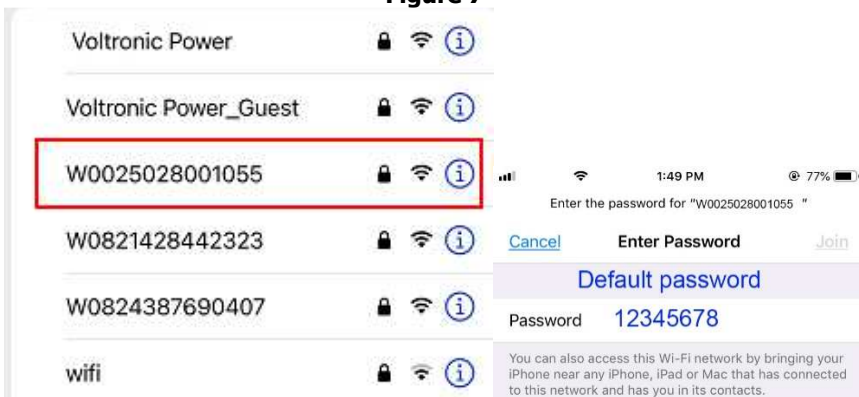 Voltronic Power
Voltronic Power_Guest
W0025028001055
W0821428442323
W0824387690407
wifi
1:49 PM
77%
Enter the password for "W0025028001055 "
Cancel Enter Password Join
Default password
Password 12345678
You can also access this Wi-Fi network by bringing your
iPhone near any iPhone, iPad or Mac that has connected
to this network and has you in its contacts.